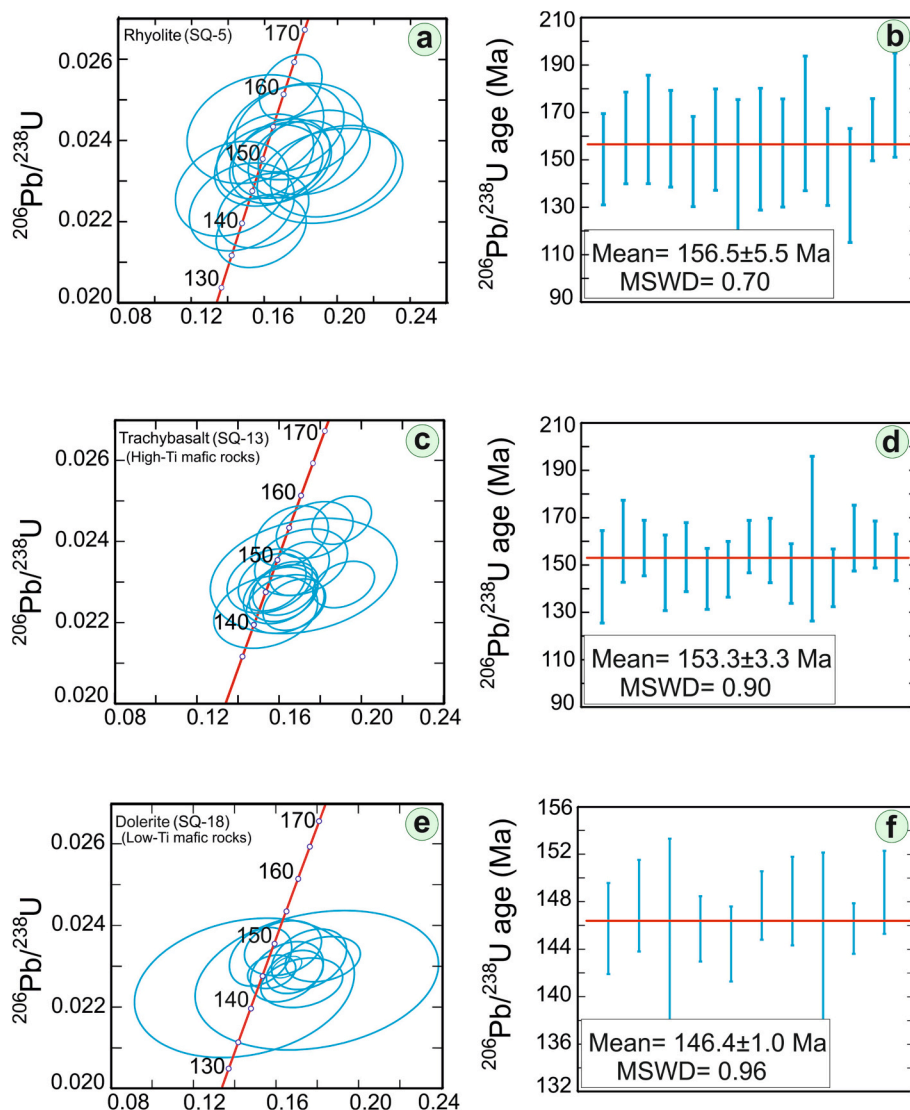 Rhyolite (SQ-5)
a
206Pb/238U
0.026
0.024
0.022
0.020
170
160
150
140
130
0.08 0.12 0.16 0.20 0.24
b
206Pb/238U age (Ma)
210
190
170
150
130
110
90
Mean= 156.5±5.5 Ma
MSWD= 0.70
Trachybasalt (SQ-13)
(High-Ti mafic rocks)
c
206Pb/238U
0.026
0.024
0.022
0.020
170
160
150
140
0.08 0.12 0.16 0.20 0.24
d
206Pb/238U age (Ma)
210
190
170
150
130
110
90
Mean= 153.3±3.3 Ma
MSWD= 0.90
Dolerite (SQ-18)
(Low-Ti mafic rocks)
e
206Pb/238U
0.026
0.024
0.022
0.020
170
160
150
140
130
0.08 0.12 0.16 0.20 0.24
f
206Pb/238U age (Ma)
156
152
148
144
140
136
132
Mean= 146.4±1.0 Ma
MSWD= 0.96